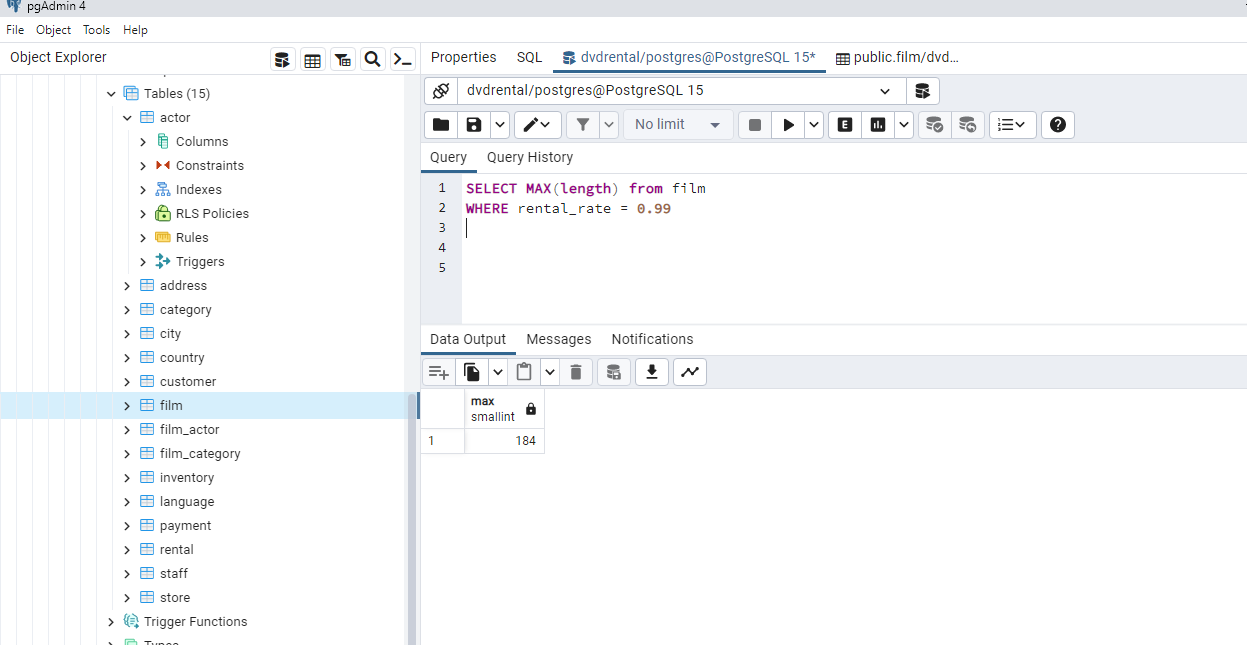 pgAdmin 4
File Object Tools Help
Object Explorer
Properties SQL dvdrental/postgres@PostgreSQL 15* public.film/dvd...
dvdrental/postgres@PostgreSQL 15
No limit
E
Query Query History
1 SELECT MAX(length) from film
2 WHERE rental_rate = 0.99
3
4
5
Data Output Messages Notifications
max
smallint
1 184
Tables (15)
actor
Columns
Constraints
Indexes
RLS Policies
Rules
Triggers
address
category
city
country
customer
film
film_actor
film_category
inventory
language
payment
rental
staff
store
Trigger Functions
Types